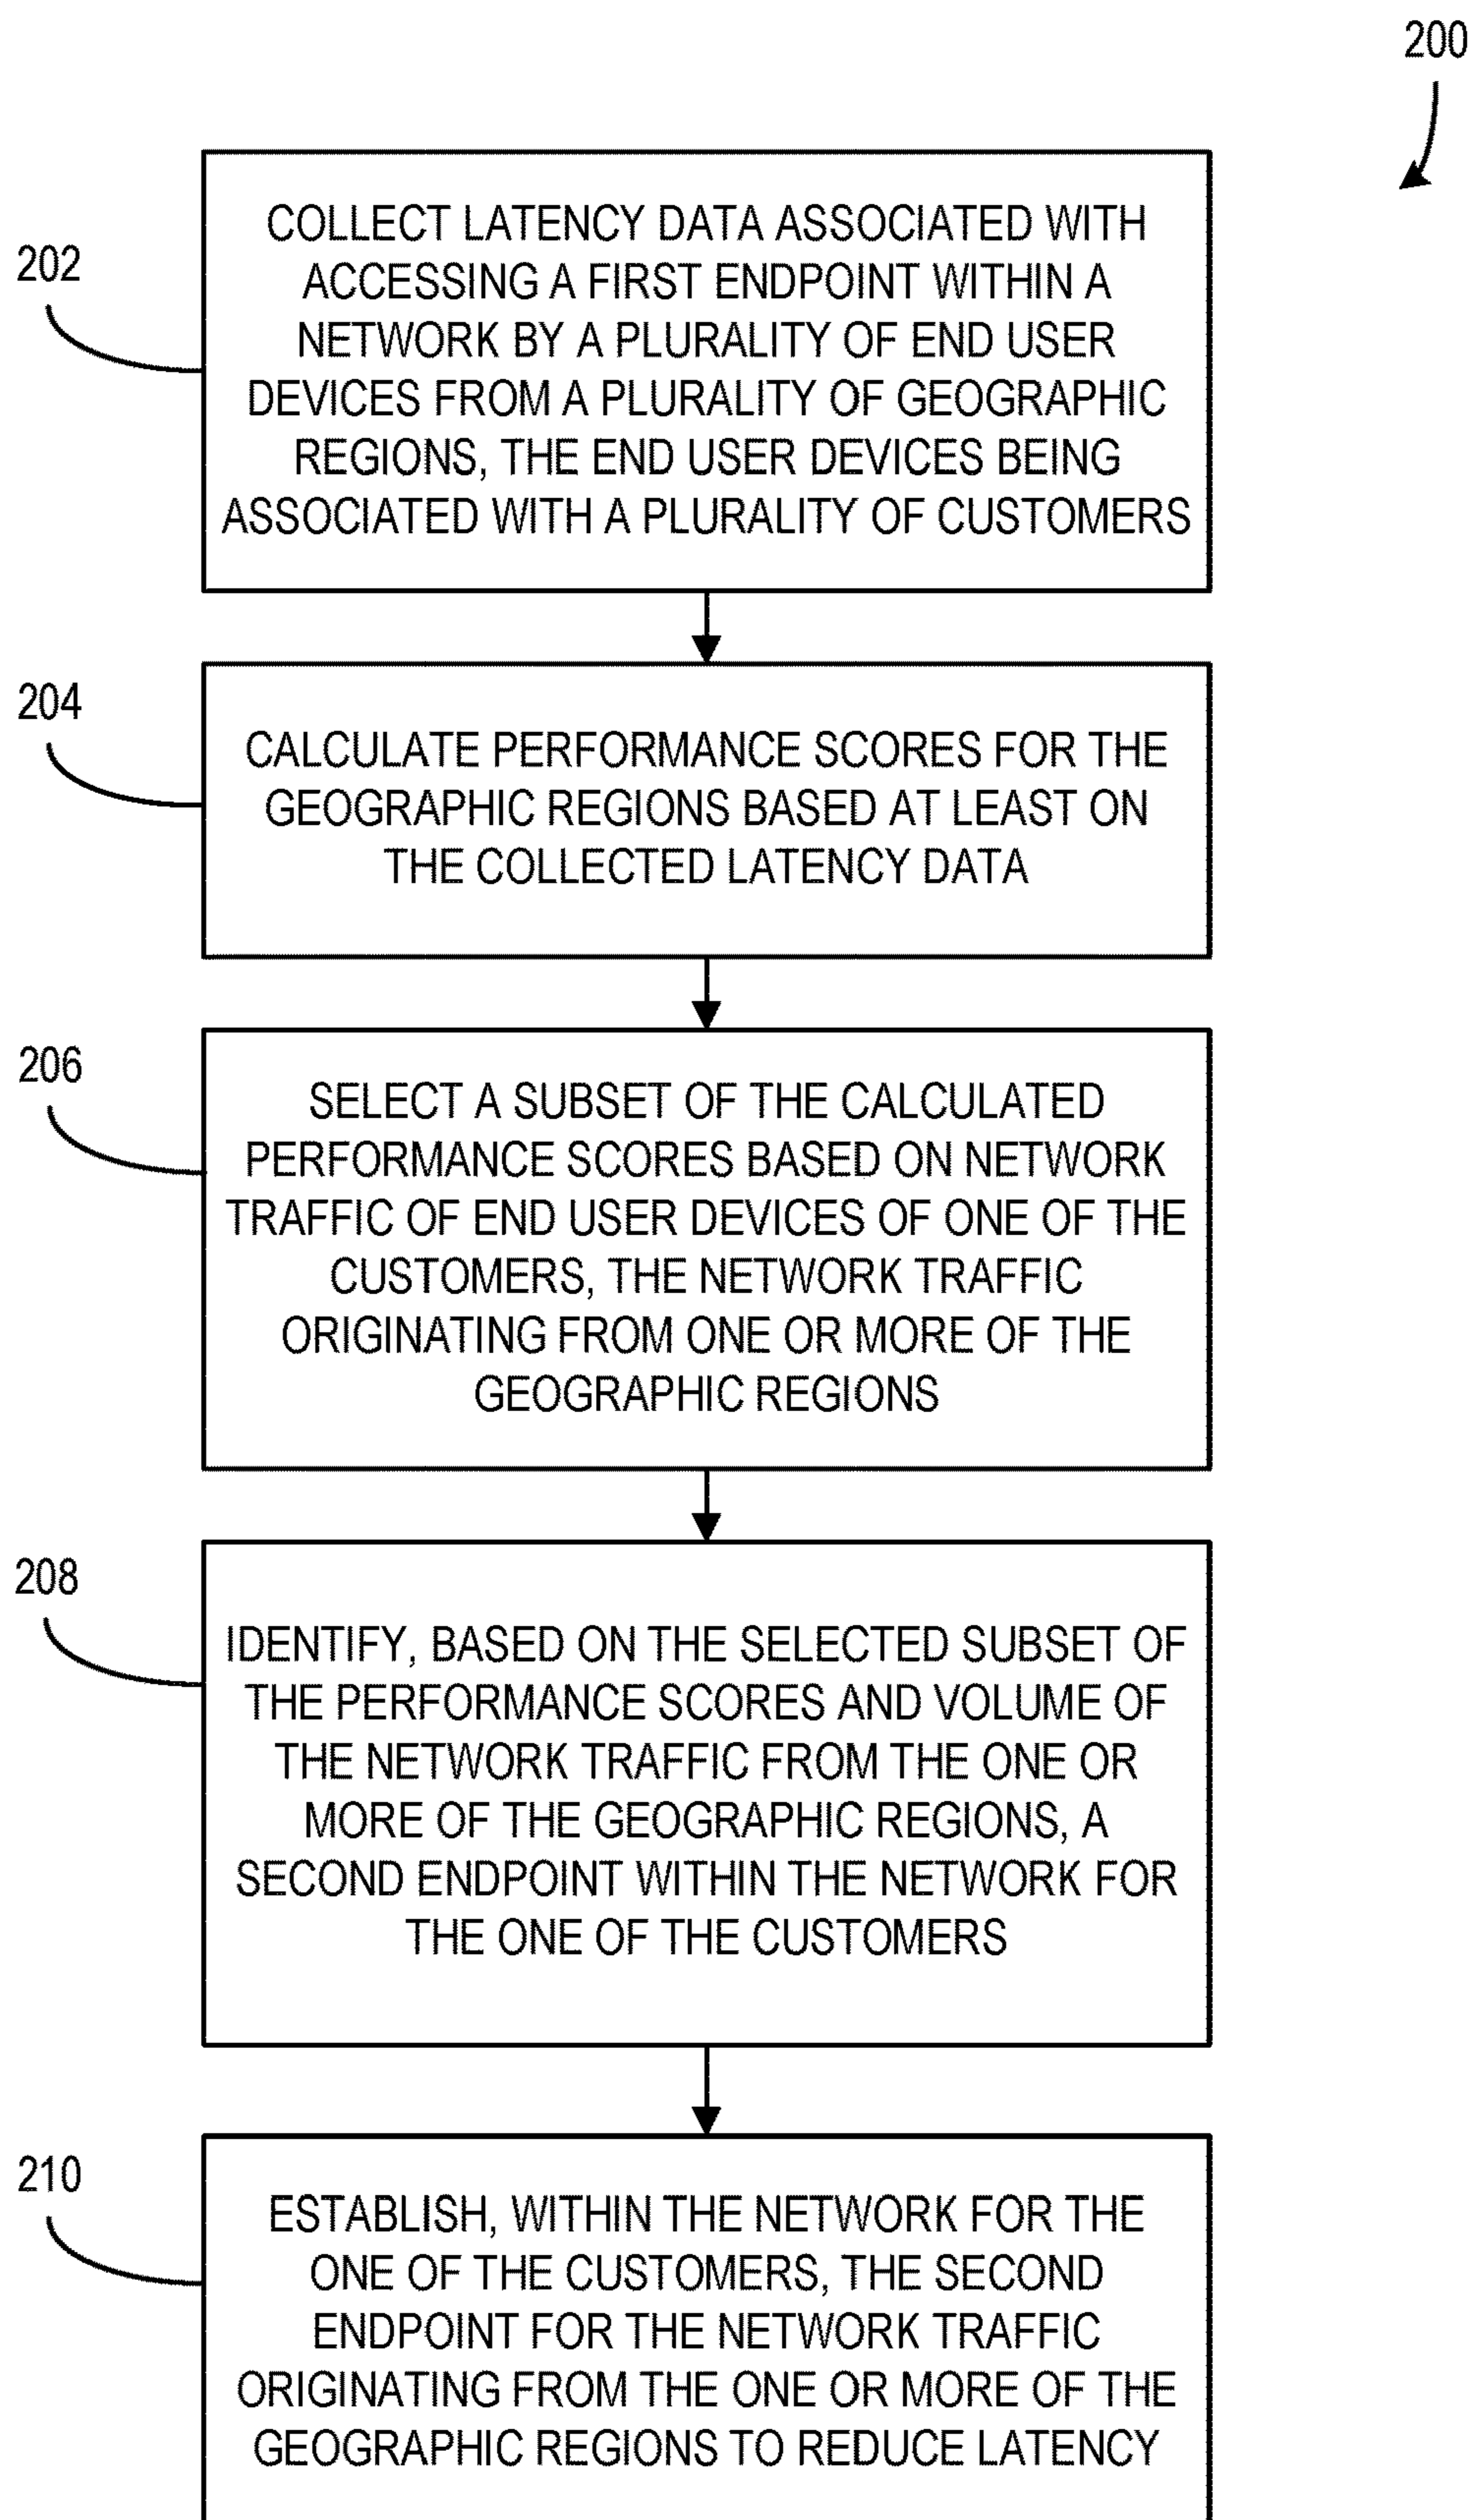 200
202
COLLECT LATENCY DATA ASSOCIATED WITH
ACCESSING A FIRST ENDPOINT WITHIN A
NETWORK BY A PLURALITY OF END USER
DEVICES FROM A PLURALITY OF GEOGRAPHIC
REGIONS, THE END USER DEVICES BEING
ASSOCIATED WITH A PLURALITY OF CUSTOMERS
204
CALCULATE PERFORMANCE SCORES FOR THE
GEOGRAPHIC REGIONS BASED AT LEAST ON
THE COLLECTED LATENCY DATA
206
SELECT A SUBSET OF THE CALCULATED
PERFORMANCE SCORES BASED ON NETWORK
TRAFFIC OF END USER DEVICES OF ONE OF THE
CUSTOMERS, THE NETWORK TRAFFIC
ORIGINATING FROM ONE OR MORE OF THE
GEOGRAPHIC REGIONS
208
IDENTIFY, BASED ON THE SELECTED SUBSET OF
THE PERFORMANCE SCORES AND VOLUME OF
THE NETWORK TRAFFIC FROM THE ONE OR
MORE OF THE GEOGRAPHIC REGIONS, A
SECOND ENDPOINT WITHIN THE NETWORK FOR
THE ONE OF THE CUSTOMERS
210
ESTABLISH, WITHIN THE NETWORK FOR THE
ONE OF THE CUSTOMERS, THE SECOND
ENDPOINT FOR THE NETWORK TRAFFIC
ORIGINATING FROM THE ONE OR MORE OF THE
GEOGRAPHIC REGIONS TO REDUCE LATENCY